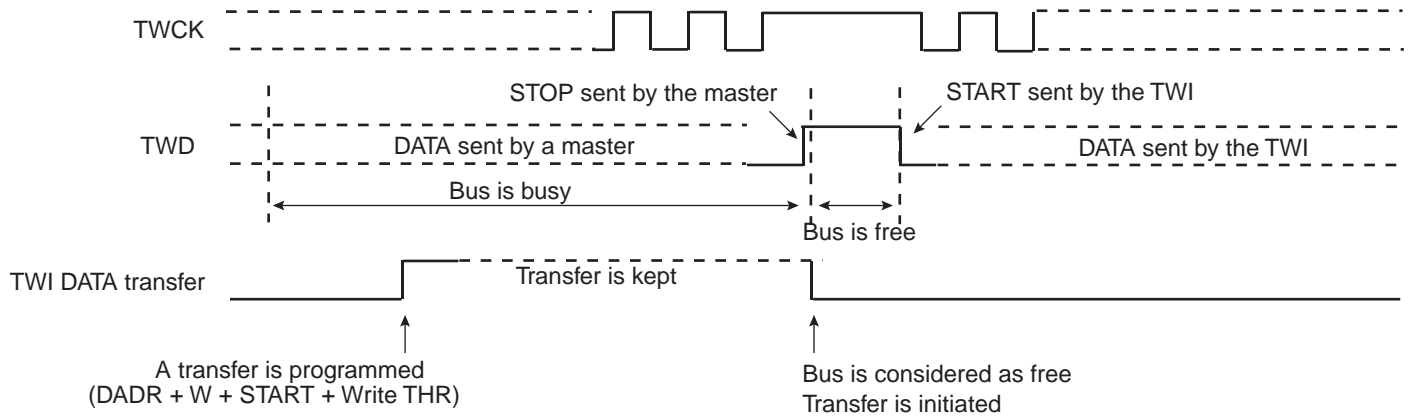 TWCK
STOP sent by the master
START sent by the TWI
TWD
DATA sent by a master
DATA sent by the TWI
Bus is busy
Bus is free
TWI DATA transfer
Transfer is kept
A transfer is programmed
(DADR + W + START + Write THR)
Bus is considered as free
Transfer is initiated